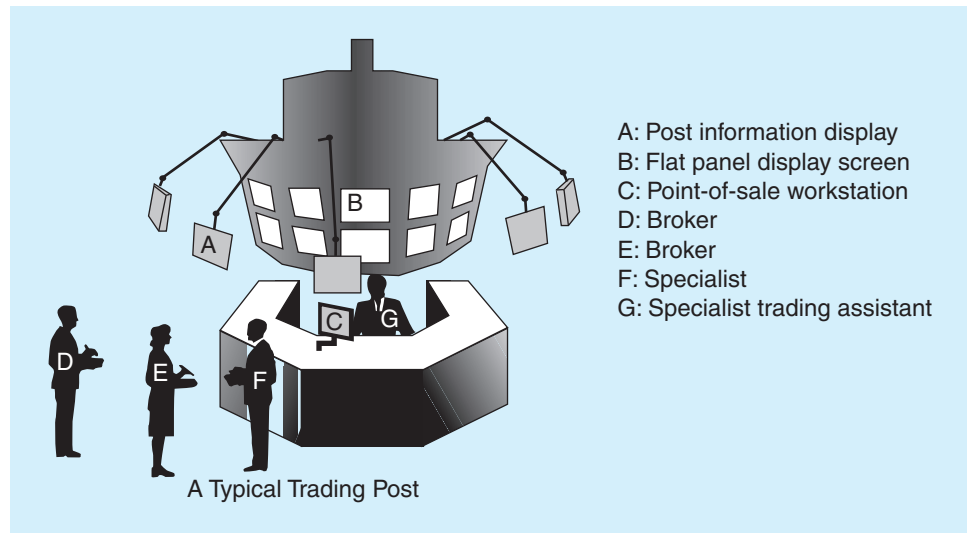 A: Post information display
B: Flat panel display screen
C: Point-of-sale workstation
D: Broker
E: Broker
F: Specialist
G: Specialist trading assistant
B
A
C
G
D
E
F
A Typical Trading Post